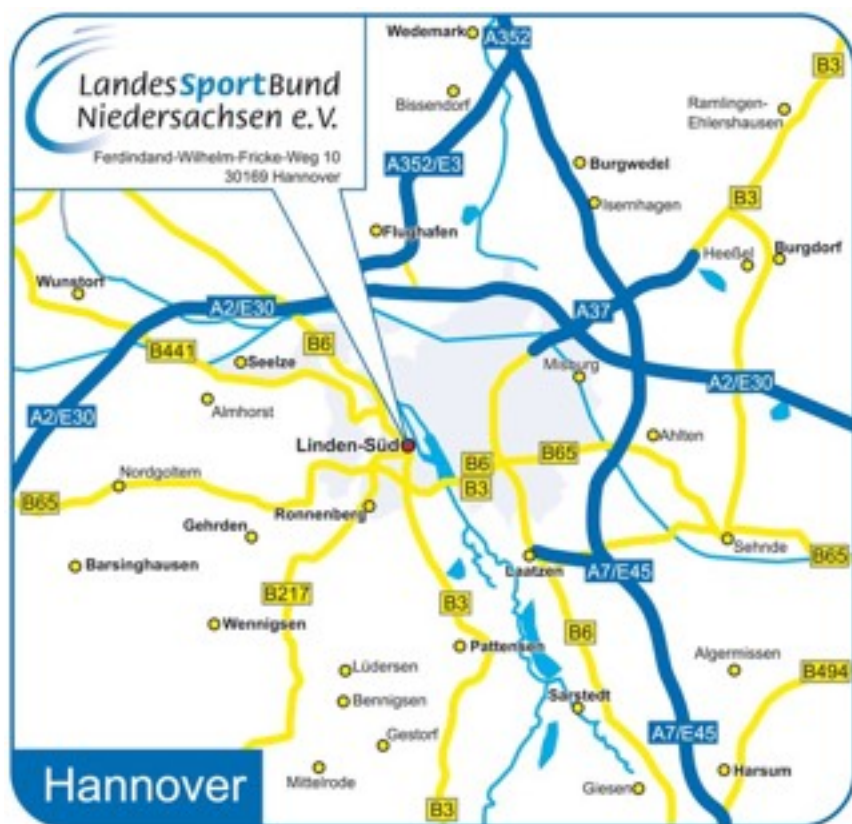 LandesSportBund
Niedersachsen e.V.
Ferdindand-Wilhelm-Fricke-Weg 10
30169 Hannover
Wedemark
A352
B3
Bissendorf
Ramlingen-
Ehlershausen
A352/E3
Burgwedel
B3
Isernhagen
Flughafen
Heeßel
Burgdorf
Wunstorf
A2/E30
A37
B6
B441
Seelze
Misburg
A2/E30
Almhorst
A2/E30
Linden-Süd
Ahlten
B6
B65
Nordgoltern
B3
B65
Ronnenberg
Gehrden
Sehnde
B65
Laatzen
Barsinghausen
A7/E45
B217
B3
Wennigsen
B6
Pattensen
Algermissen
Lüdersen
B494
Bennigsen
Sarstedt
Gestorf
A7/E45
Mittelrode
Harsum
Hannover
Giesen
B3